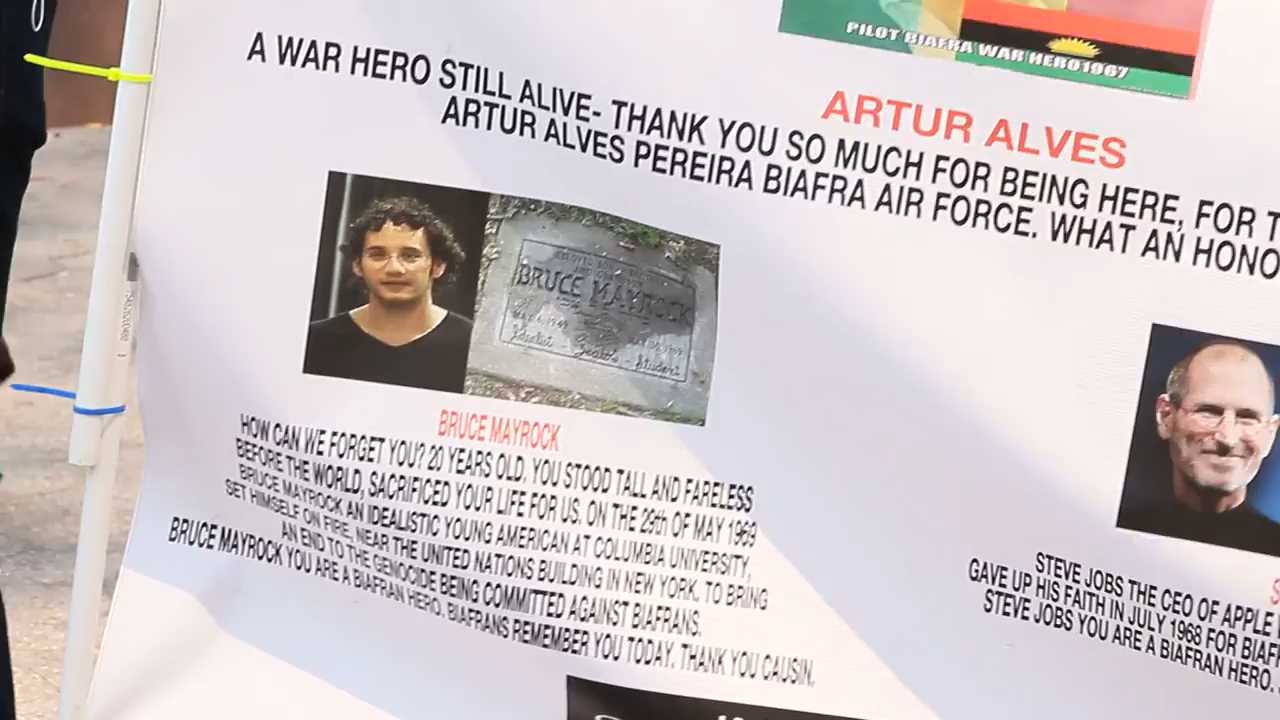 PILOT BIAFRA WAR HERO1967
ARTUR ALVES
A WAR HERO STILL ALIVE- THANK YOU SO MUCH FOR BEING HERE, FOR T
ARTUR ALVES PEREIRA BIAFRA AIR FORCE. WHAT AN HONO
BRUCE MAYROCK
Idealist - Zealot - Student
BRUCE MAYROCK
HOW CAN WE FORGET YOU? 20 YEARS OLD, YOU STOOD TALL AND FARELESS
BEFORE THE WORLD, SACRIFICED YOUR LIFE FOR US. ON THE 29th OF MAY 1969
BRUCE MAYROCK AN IDEALISTIC YOUNG AMERICAN AT COLUMBIA UNIVERSITY,
SET HIMSELF ON FIRE, NEAR THE UNITED NATIONS BUILDING IN NEW YORK. TO BRING
AN END TO THE GENOCIDE BEING COMMITTED AGAINST BIAFRANS.
BRUCE MAYROCK YOU ARE A BIAFRAN HERO. BIAFRANS REMEMBER YOU TODAY. THANK YOU CAUSIN.
S
STEVE JOBS THE CEO OF APPLE
GAVE UP HIS FAITH IN JULY 1968 FOR BIAF
STEVE JOBS YOU ARE A BIAFRAN HERO.